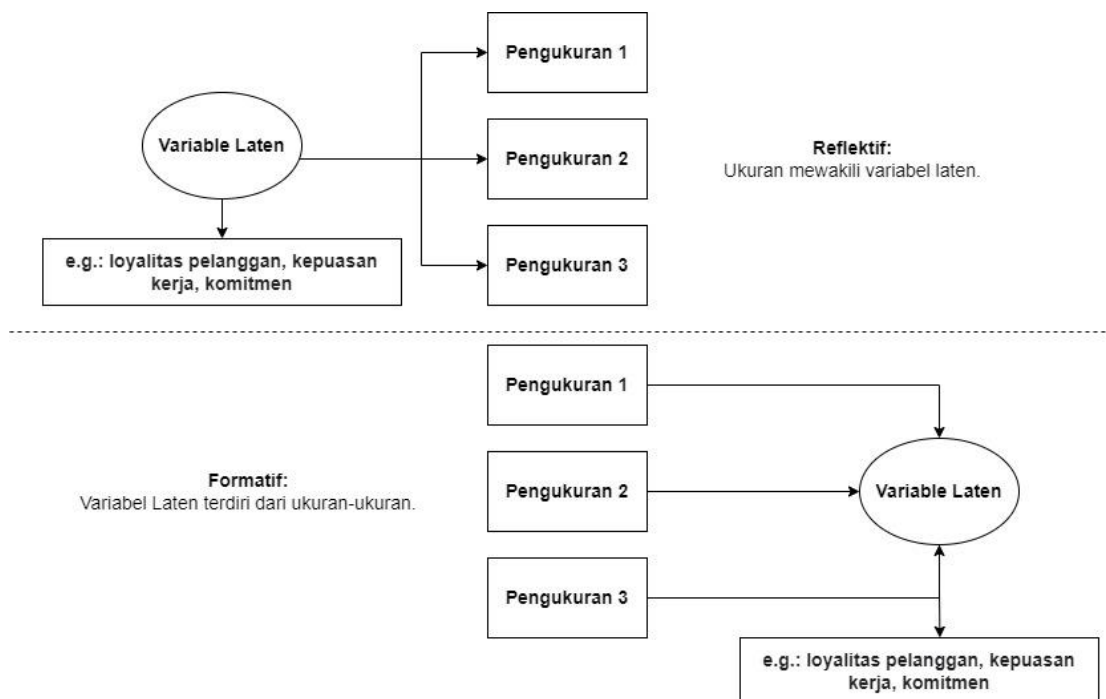 Pengukuran 1
Variable Laten
Pengukuran 2
Reflektif:
Ukuran mewakili variabel laten.
e.g.: loyalitas pelanggan, kepuasan
kerja, komitmen
Pengukuran 3
Pengukuran 1
Formatif:
Variabel Laten terdiri dari ukuran-ukuran.
Pengukuran 2
Variable Laten
Pengukuran 3
e.g.: loyalitas pelanggan, kepuasan
kerja, komitmen